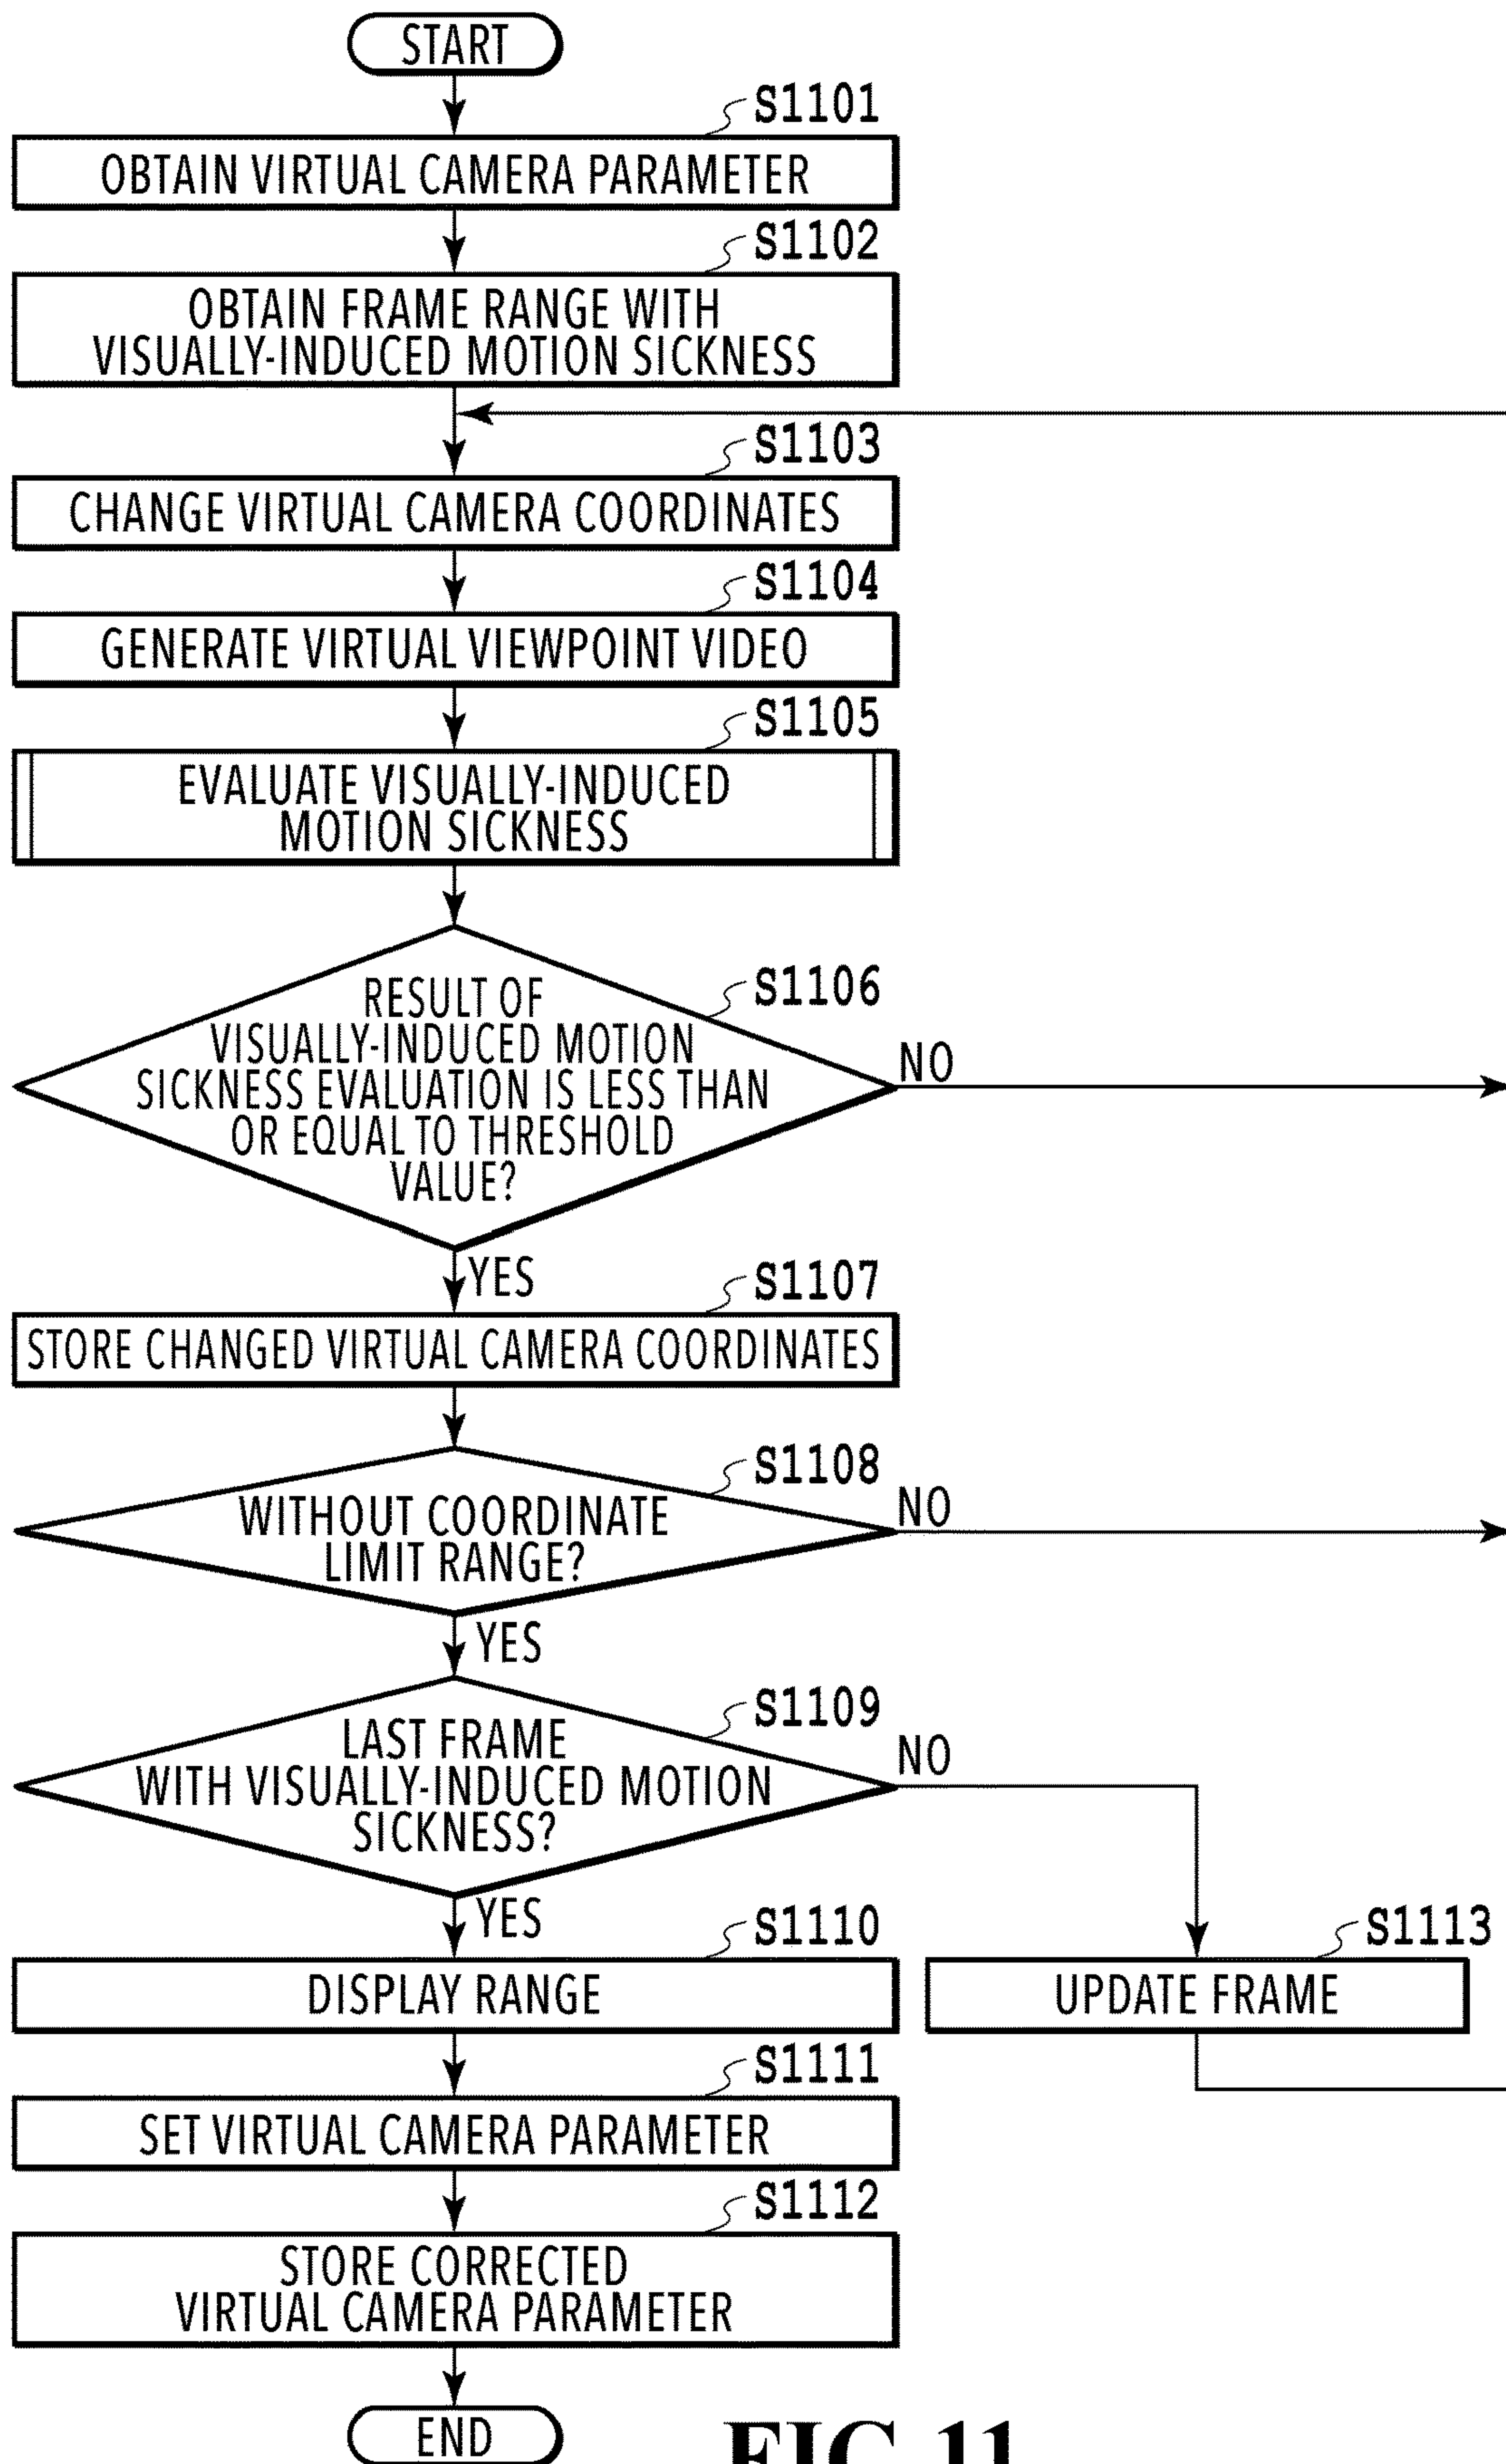 START
S1101
OBTAIN VIRTUAL CAMERA PARAMETER
S1102
OBTAIN FRAME RANGE WITH
VISUALLY-INDUCED MOTION SICKNESS
S1103
CHANGE VIRTUAL CAMERA COORDINATES
S1104
GENERATE VIRTUAL VIEWPOINT VIDEO
S1105
EVALUATE VISUALLY-INDUCED
MOTION SICKNESS
S1106
RESULT OF
VISUALLY-INDUCED MOTION
SICKNESS EVALUATION IS LESS THAN
OR EQUAL TO THRESHOLD
VALUE?
NO
YES
S1107
STORE CHANGED VIRTUAL CAMERA COORDINATES
S1108
WITHOUT COORDINATE
LIMIT RANGE?
NO
YES
S1109
LAST FRAME
WITH VISUALLY-INDUCED MOTION
SICKNESS?
NO
YES
S1110
DISPLAY RANGE
S1113
UPDATE FRAME
S1111
SET VIRTUAL CAMERA PARAMETER
S1112
STORE CORRECTED
VIRTUAL CAMERA PARAMETER
END
FIG.11